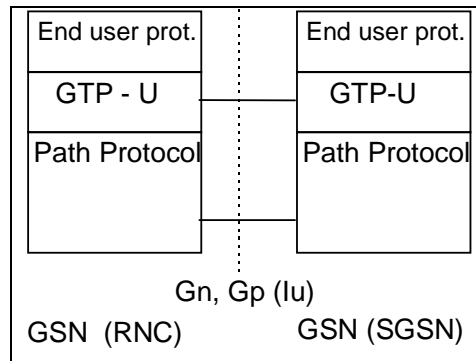 End user prot.
End user prot.
GTP - U
GTP-U
Path Protocol
Path Protocol
Gn, Gp (Iu)
GSN (RNC)
GSN (SGSN)